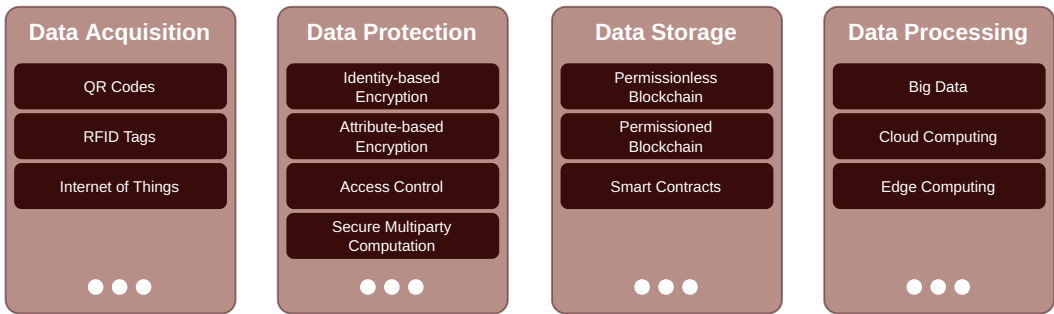 Data Acquisition
QR Codes
RFID Tags
Internet of Things
Data Protection
Identity-based
Encryption
Attribute-based
Encryption
Access Control
Secure Multiparty
Computation
Data Storage
Permissionless
Blockchain
Permissioned
Blockchain
Smart Contracts
Data Processing
Big Data
Cloud Computing
Edge Computing